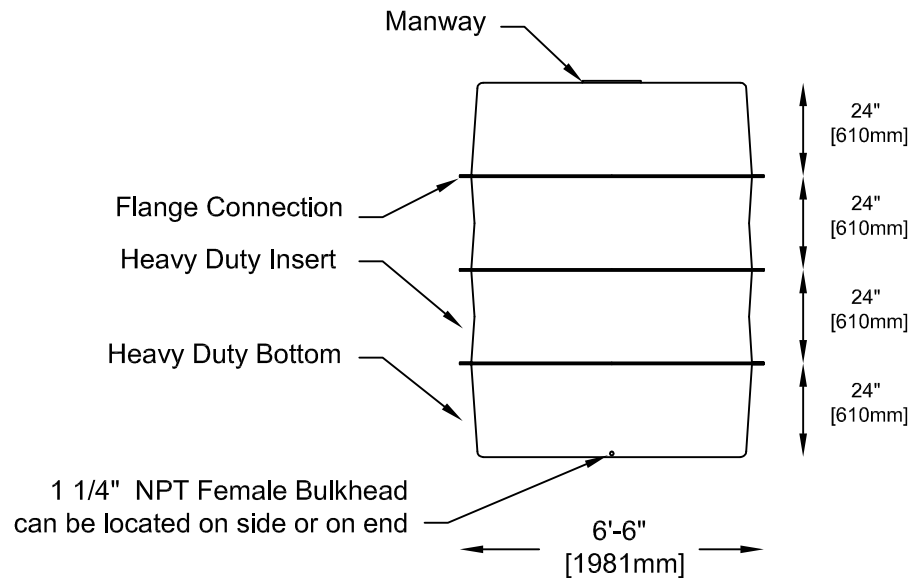 Manway
24"
[610mm]
Flange Connection
24"
[610mm]
Heavy Duty Insert
24"
[610mm]
Heavy Duty Bottom
24"
[610mm]
1 1/4" NPT Female Bulkhead
can be located on side or on end
6'-6"
[1981mm]